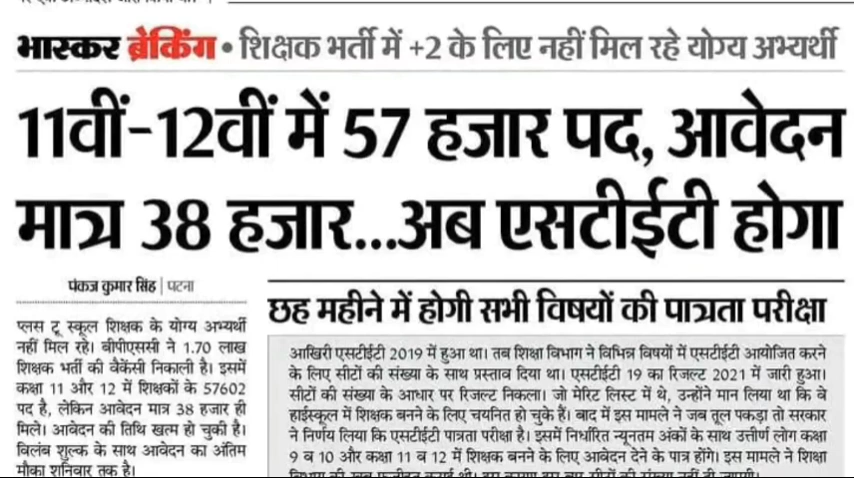 भास्कर ब्रेकिंग • शिक्षक भर्ती में +2 के लिए नहीं मिल रहे योग्य अभ्यर्थी
11वीं-12वीं में 57 हजार पद, आवेदन
मात्र 38 हजार...अब एसटीईटी होगा
पंकज कुमार सिंह | पटना
प्लस टू स्कूल शिक्षक के योग्य अभ्यर्थी
नहीं मिल रहे। बीपीएससी ने 1.70 लाख
शिक्षक भर्ती की वैकेंसी निकाली है। इसमें
कक्षा 11 और 12 में शिक्षकों के 57602
पद है, लेकिन आवेदन मात्र 38 हजार ही
मिले। आवेदन की तिथि खत्म हो चुकी है।
विलंब शुल्क के साथ आवेदन का अंतिम
मौका शनिवार तक है।
छह महीने में होगी सभी विषयों की पात्रता परीक्षा
आखिरी एसटीईटी 2019 में हुआ था। तब शिक्षा विभाग ने विभिन्न विषयों में एसटीईटी आयोजित करने
के लिए सीटों की संख्या के साथ प्रस्ताव दिया था। एसटीईटी 19 का रिजल्ट 2021 में जारी हुआ।
सीटों की संख्या के आधार पर रिजल्ट निकला। जो मेरिट लिस्ट में थे, उन्होंने मान लिया था कि वे
हाईस्कूल में शिक्षक बनने के लिए चयनित हो चुके हैं। बाद में इस मामले ने जब तूल पकड़ा तो सरकार
ने निर्णय लिया कि एसटीईटी पात्रता परीक्षा है। इसमें निर्धारित न्यूनतम अंकों के साथ उत्तीर्ण लोग कक्षा
9 व 10 और कक्षा 11 व 12 में शिक्षक बनने के लिए आवेदन देने के पात्र होंगे। इस मामले ने शिक्षा